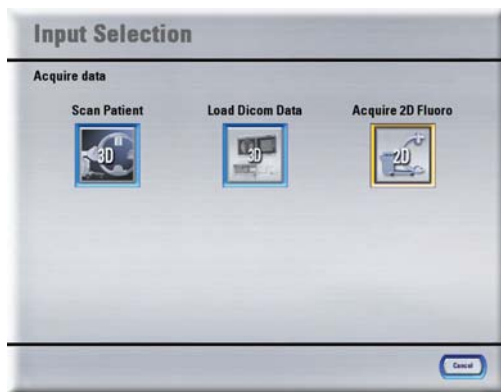 Input Selection
Acquire data
Scan Patient Load Dicom Data Acquire 2D Fluoro
3D 3D 2D
Cancel